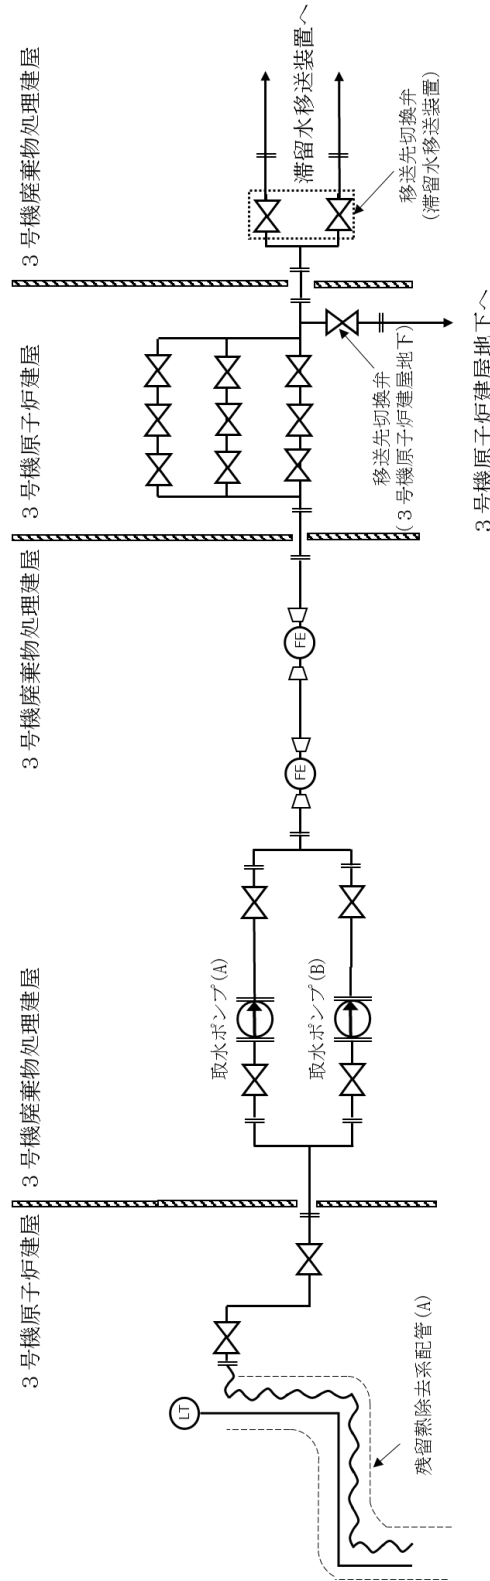 3号機原子炉建屋
3号機廃棄物処理建屋
3号機廃棄物処理建屋
3号機原子炉建屋
3号機廃棄物処理建屋
LT
残留熱除去系配管(A)
取水ポンプ(A)
取水ポンプ(B)
FE
FE
移送先切換弁
(3号機原子炉建屋地下)
3号機原子炉建屋地下へ
滞留水移送装置へ
移送先切換弁
(滞留水移送装置)